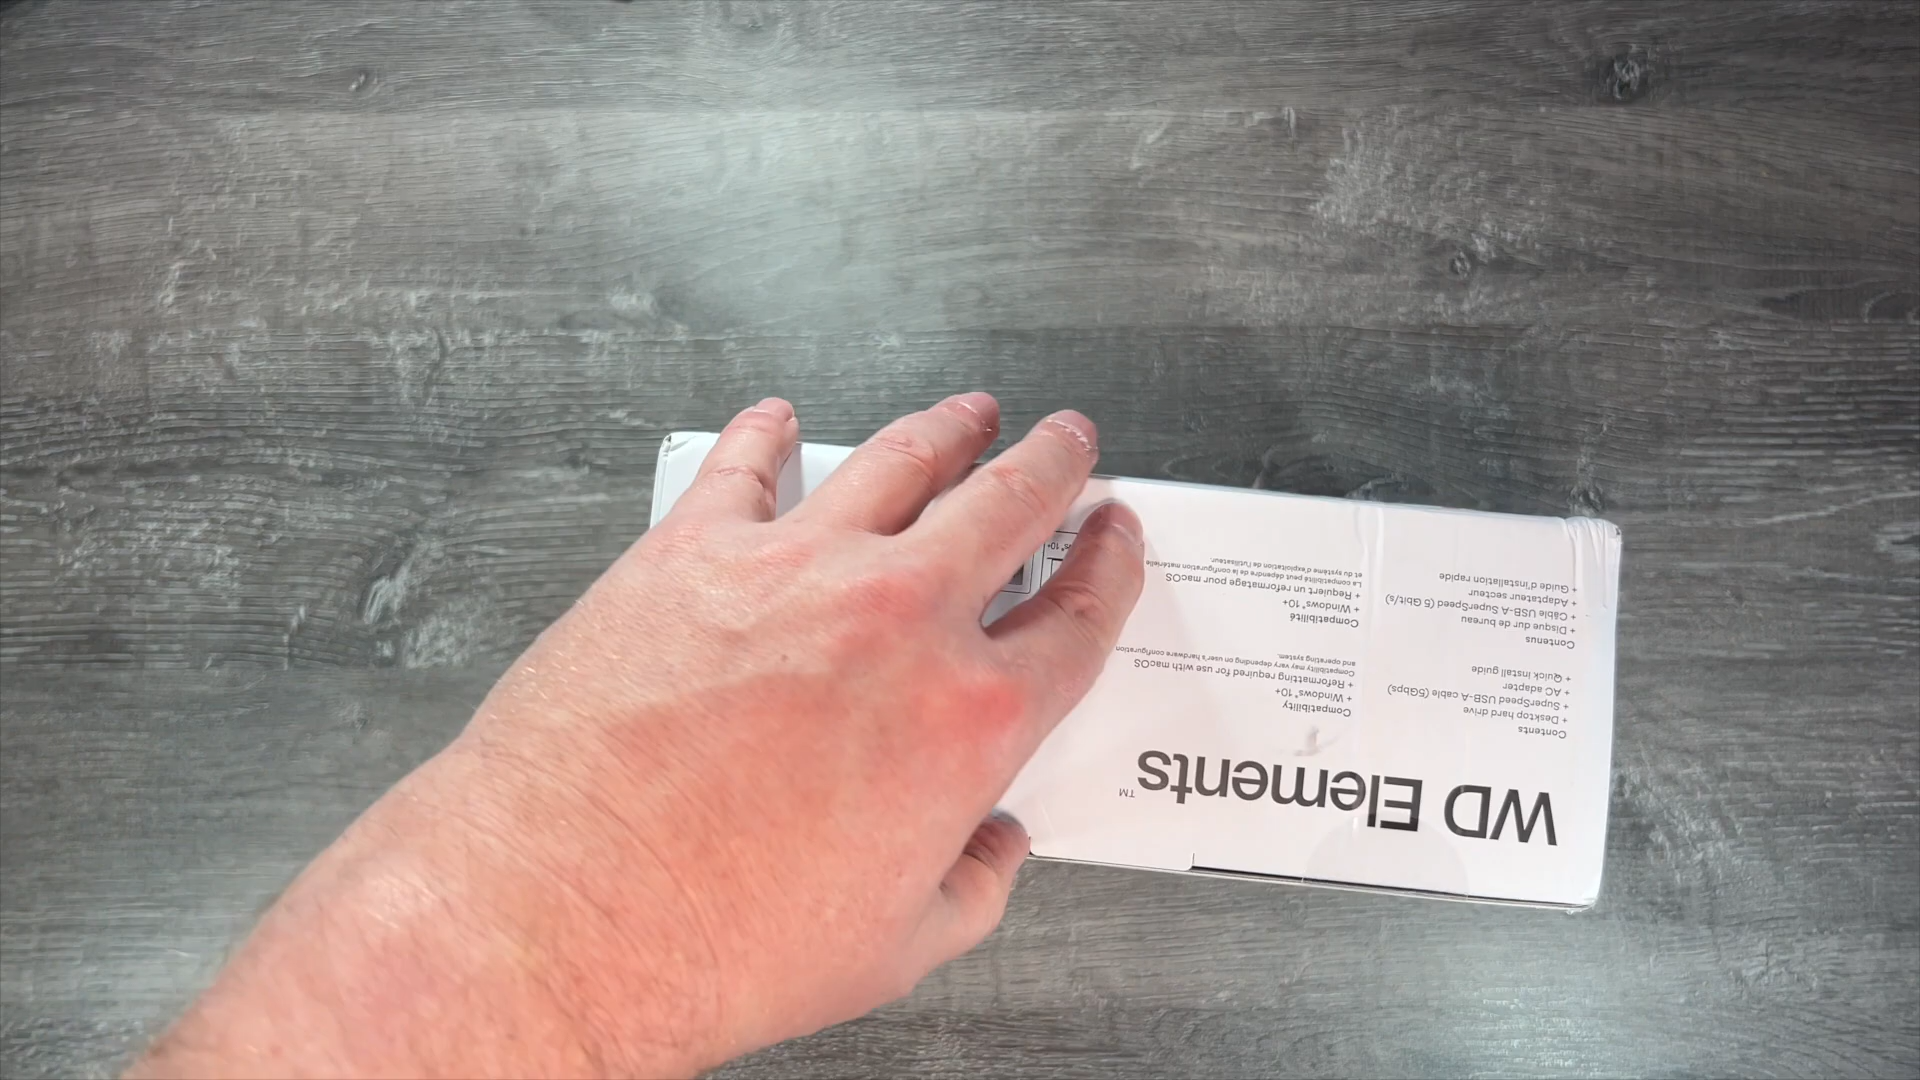 WD Elements™
Contents
+ Desktop hard drive
+ SuperSpeed USB-A cable (5Gbps)
+ AC adapter
+ Quick install guide
Contenus
+ Disque dur de bureau
+ Câble USB-A SuperSpeed (5 Gbit/s)
+ Adaptateur secteur
+ Guide d'installation rapide
Compatibility
+ Windows® 10+
+ Reformatting required for use with macOS
Compatibility may vary depending on user's hardware configuration
and operating system.
Compatibilité
+ Windows® 10+
+ Requiert un reformatage pour macOS
La compatibilité peut dépendre de la configuration matérielle
et du système d'exploitation de l'utilisateur.
10+